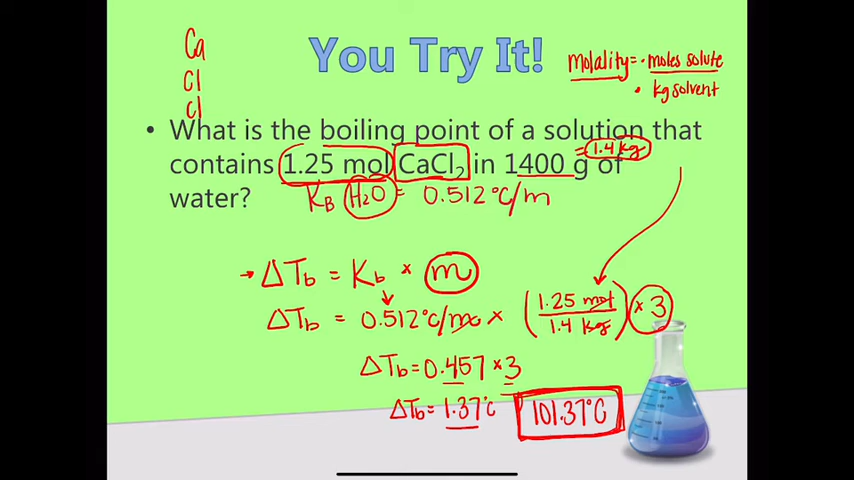 Ca
Cl
Cl
You Try It!
molality = • moles solute
• kg solvent
• What is the boiling point of a solution that
= 1.4 kg
contains 1.25 mol CaCl₂ in 1400 g of
water?
KB H₂O = 0.512°C/m
→ ΔTb = Kb × m
ΔTb = 0.512°C/m × (1.25 mol / 1.4 kg) × 3
ΔTb = 0.457 × 3
ΔTb = 1.37°C
101.37°C